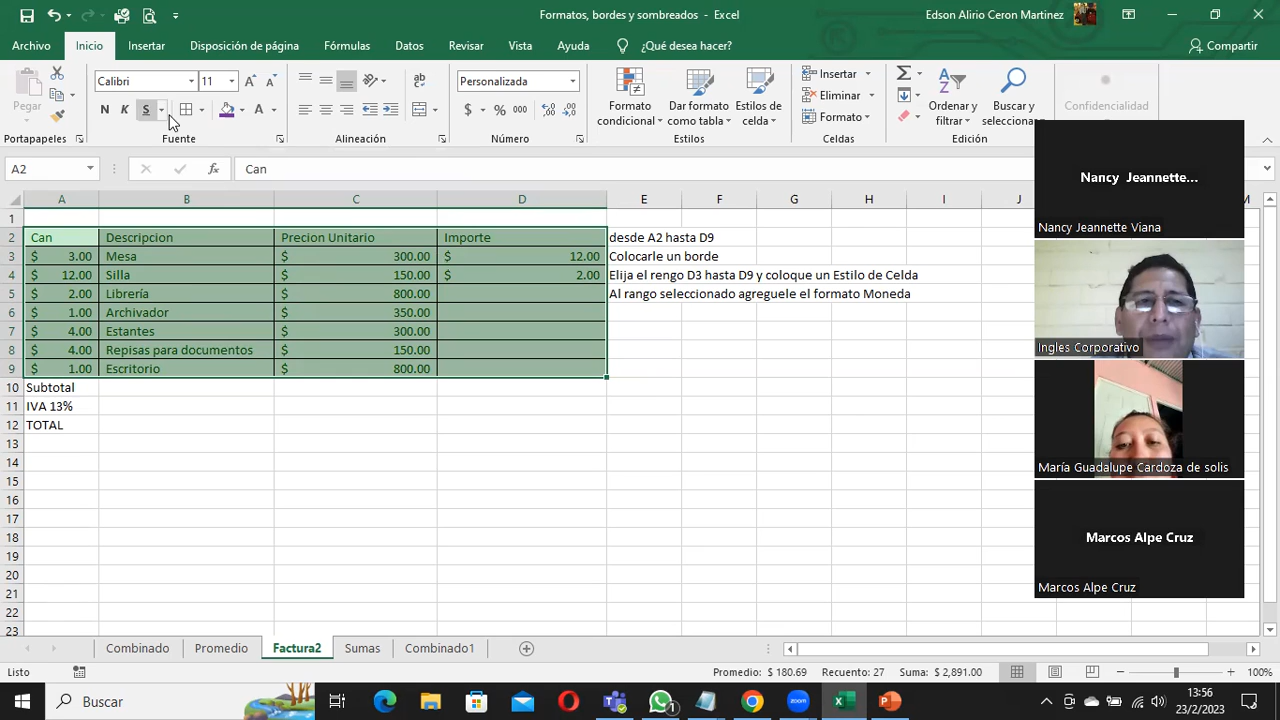 Formatos, bordes y sombreados - Excel
Edson Alirio Ceron Martinez
Archivo Inicio Insertar Disposición de página Fórmulas Datos Revisar Vista Ayuda ¿Qué desea hacer? Compartir
Pegar
Calibri 11
N K S
Personalizada
$ % 000
Formato condicional
Dar formato como tabla
Estilos de celda
Insertar
Eliminar
Formato
Ordenar y filtrar
Buscar y seleccionar
Confidencialidad
Portapapeles Fuente Alineación Número Estilos Celdas Edición
A2 fx Can
A B C D E F G H I J M
1
2 Can Descripcion Precion Unitario Importe desde A2 hasta D9
3 $ 3.00 Mesa $ 300.00 $ 12.00 Colocarle un borde
4 $ 12.00 Silla $ 150.00 $ 2.00 Elija el rengo D3 hasta D9 y coloque un Estilo de Celda
5 $ 2.00 Librería $ 800.00 Al rango seleccionado agreguele el formato Moneda
6 $ 1.00 Archivador $ 350.00
7 $ 4.00 Estantes $ 300.00
8 $ 4.00 Repisas para documentos $ 150.00
9 $ 1.00 Escritorio $ 800.00
10 Subtotal
11 IVA 13%
12 TOTAL
13
14
15
16
17
18
19
20
21
22
23
Nancy Jeannette...
Nancy Jeannette Viana
Ingles Corporativo
María Guadalupe Cardoza de solis
Marcos Alpe Cruz
Marcos Alpe Cruz
Combinado Promedio Factura2 Sumas Combinado1
Listo Promedio: $ 180.69 Recuento: 27 Suma: $ 2,891.00 100%
Buscar
13:56
23/2/2023